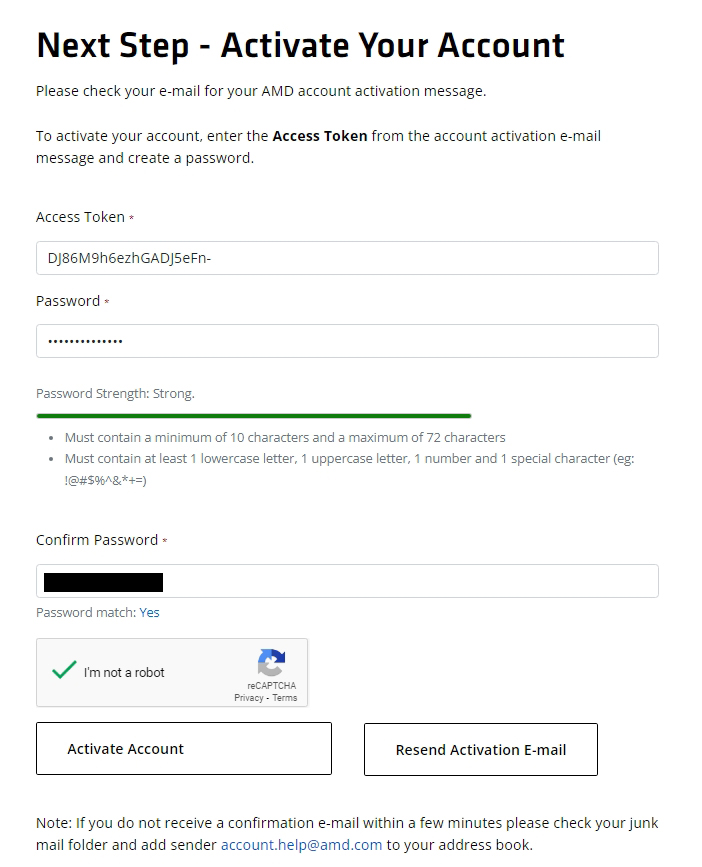 Next Step - Activate Your Account
Please check your e-mail for your AMD account activation message.
To activate your account, enter the Access Token from the account activation e-mail
message and create a password.
Access Token *
DJ86M9h6ezhGADJ5eFn-
Password *
••••••••••••••
Password Strength: Strong.
• Must contain a minimum of 10 characters and a maximum of 72 characters
• Must contain at least 1 lowercase letter, 1 uppercase letter, 1 number and 1 special character (eg:
!@#$%^&*+=)
Confirm Password *
Password match: Yes
I'm not a robot
reCAPTCHA
Privacy - Terms
Activate Account
Resend Activation E-mail
Note: If you do not receive a confirmation e-mail within a few minutes please check your junk
mail folder and add sender account.help@amd.com to your address book.